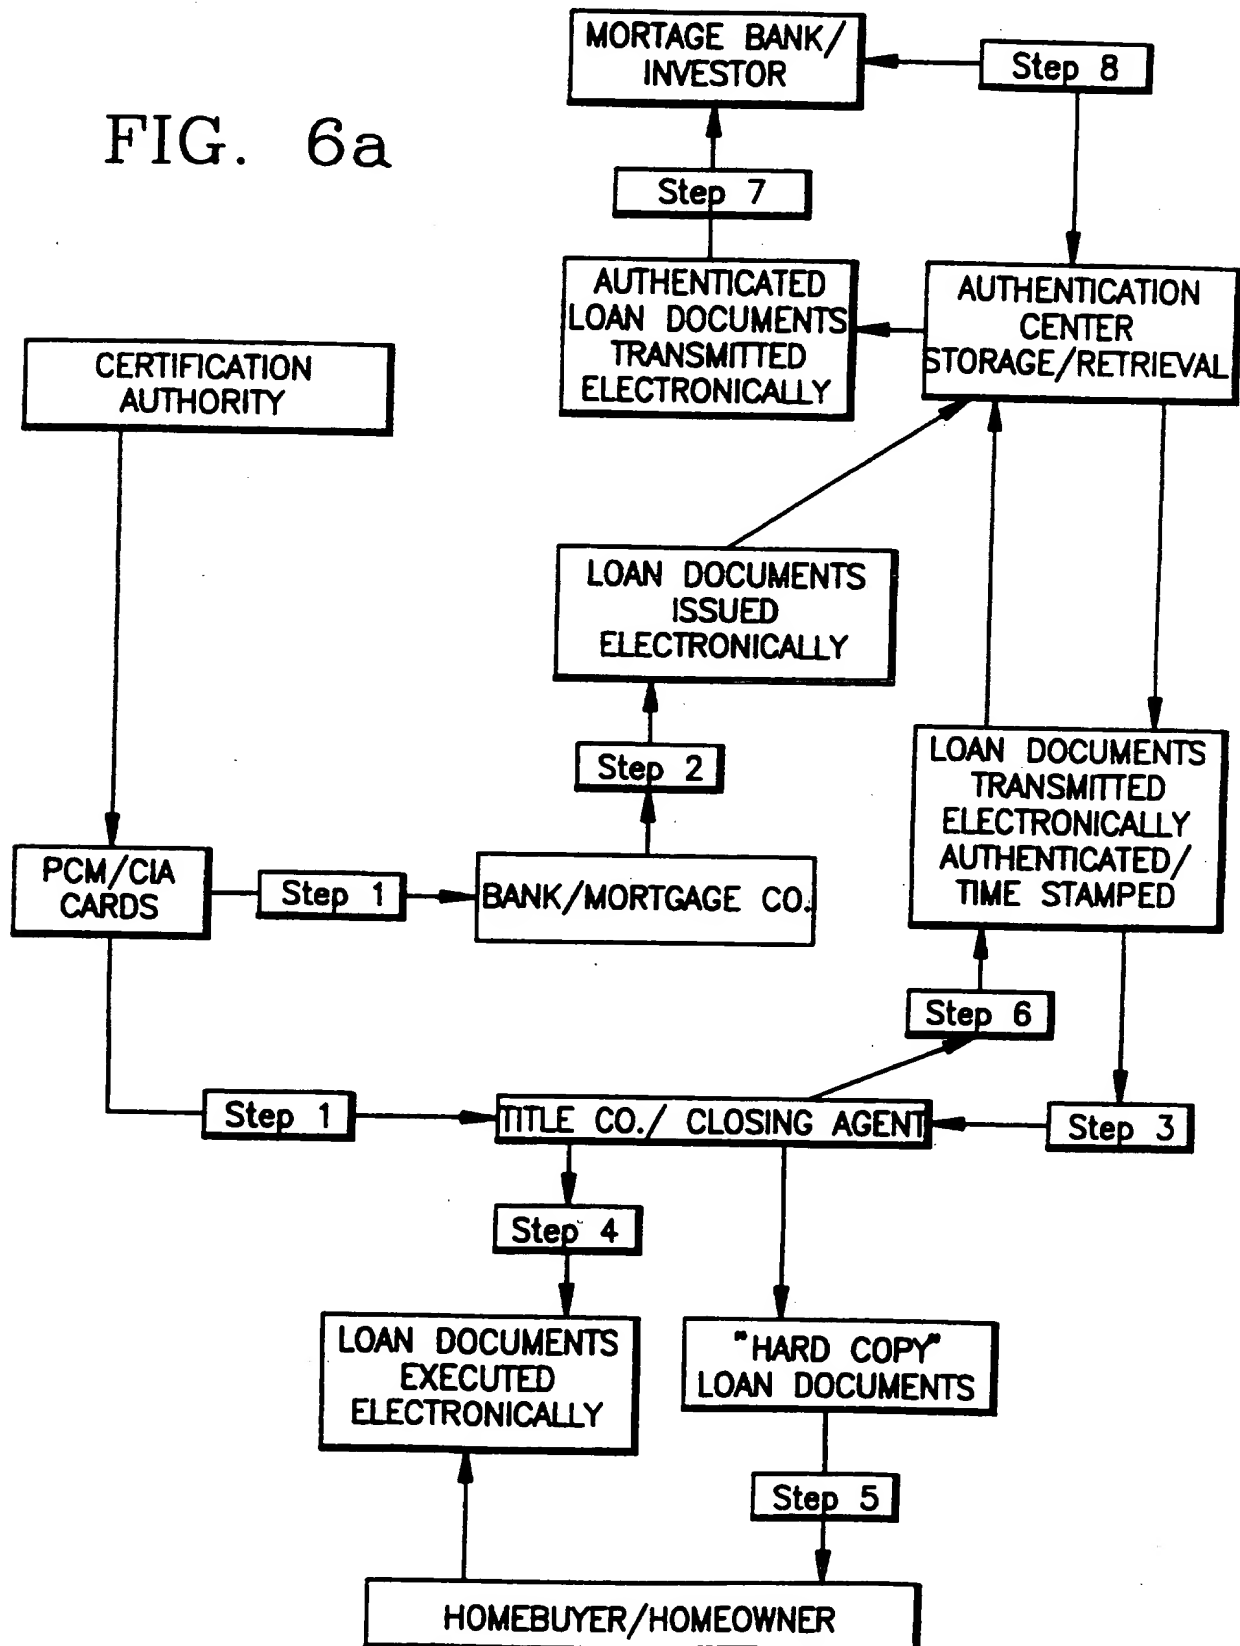 MORTAGE BANK/
INVESTOR
Step 8
FIG. 6a
Step 7
AUTHENTICATED
LOAN DOCUMENTS
TRANSMITTED
ELECTRONICALLY
AUTHENTICATION
CENTER
STORAGE/RETRIEVAL
CERTIFICATION
AUTHORITY
LOAN DOCUMENTS
ISSUED
ELECTRONICALLY
Step 2
LOAN DOCUMENTS
TRANSMITTED
ELECTRONICALLY
AUTHENTICATED/
TIME STAMPED
PCM/CIA
CARDS
Step 1
BANK/MORTGAGE CO.
Step 6
Step 1
TITLE CO./ CLOSING AGENT
Step 3
Step 4
LOAN DOCUMENTS
EXECUTED
ELECTRONICALLY
"HARD COPY"
LOAN DOCUMENTS
Step 5
HOMEBUYER/HOMEOWNER